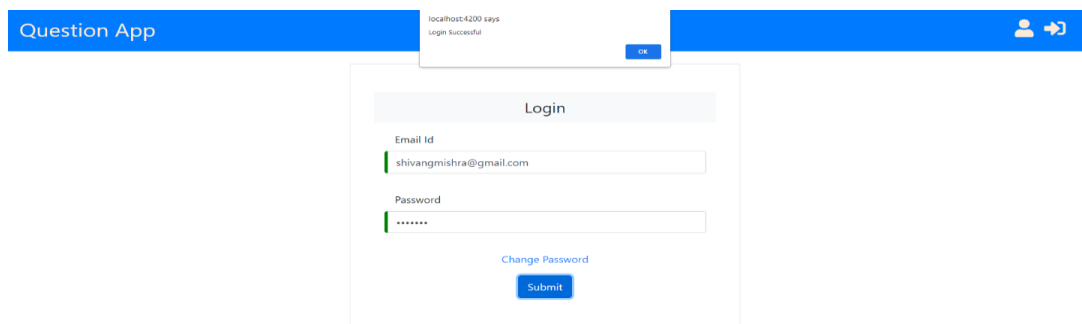 Question App
localhost:4200 says
Login Successful
OK
Login
Email Id
shivangmishra@gmail.com
Password
•••••••
Change Password
Submit